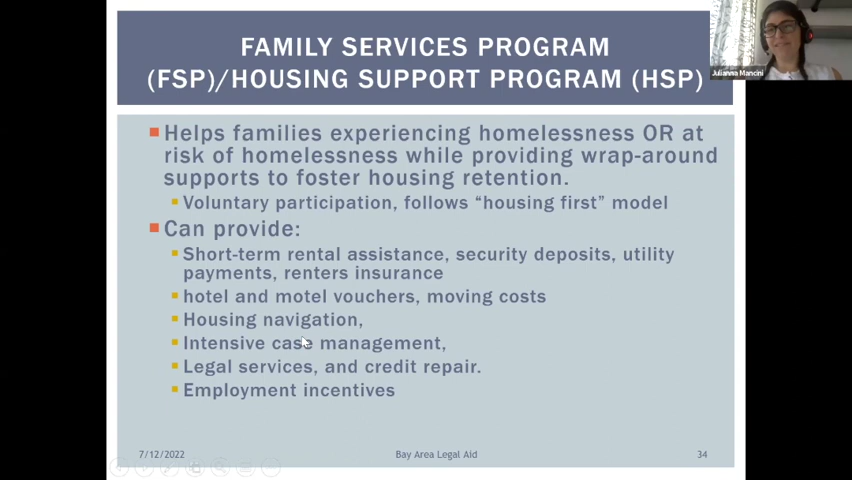 FAMILY SERVICES PROGRAM
(FSP)/HOUSING SUPPORT PROGRAM (HSP)
Julianna Mancini
Helps families experiencing homelessness OR at
risk of homelessness while providing wrap-around
supports to foster housing retention.
Voluntary participation, follows “housing first” model
Can provide:
Short-term rental assistance, security deposits, utility
payments, renters insurance
hotel and motel vouchers, moving costs
Housing navigation,
Intensive case management,
Legal services, and credit repair.
Employment incentives
7/12/2022
Bay Area Legal Aid
34